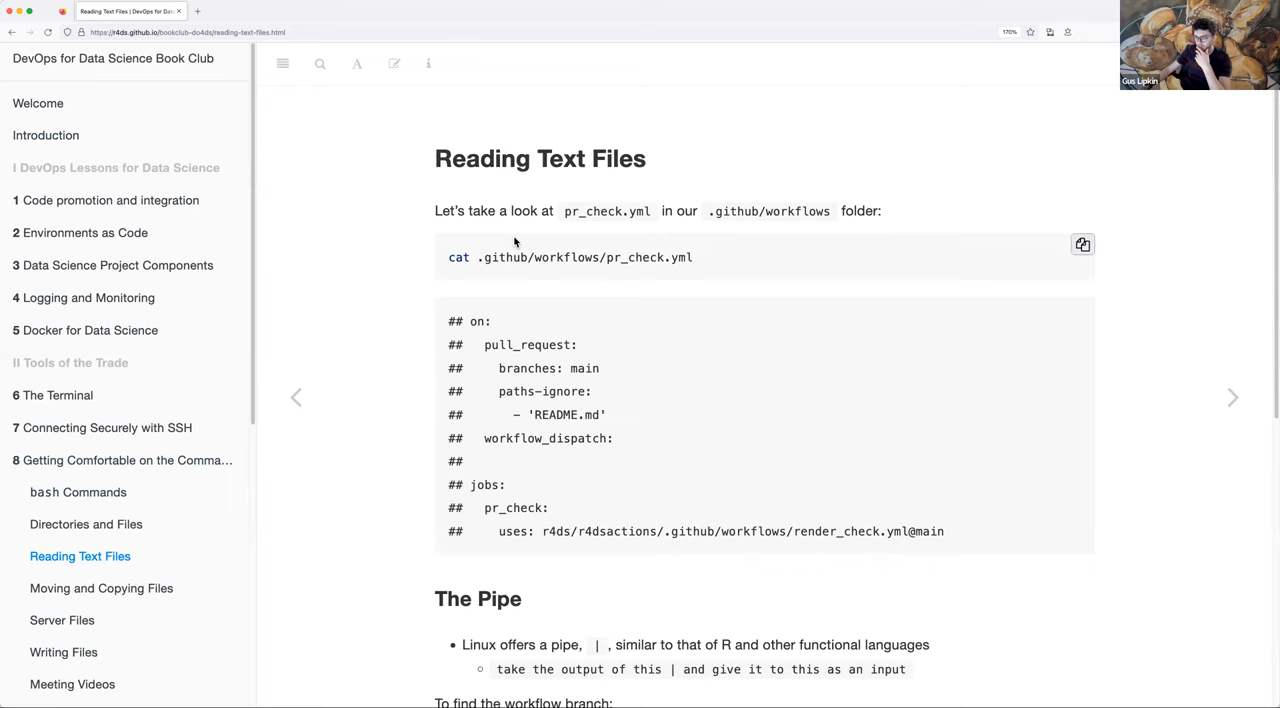 Reading Text Files | DevOps for Dat
https://r4ds.github.io/bookclub-do4ds/reading-text-files.html
170%
Gus Lipkin
DevOps for Data Science Book Club
Welcome
Introduction
I DevOps Lessons for Data Science
1 Code promotion and integration
2 Environments as Code
3 Data Science Project Components
4 Logging and Monitoring
5 Docker for Data Science
II Tools of the Trade
6 The Terminal
7 Connecting Securely with SSH
8 Getting Comfortable on the Comma…
bash Commands
Directories and Files
Reading Text Files
Moving and Copying Files
Server Files
Writing Files
Meeting Videos
Reading Text Files
Let's take a look at pr_check.yml in our .github/workflows folder:
cat .github/workflows/pr_check.yml
## on:
##   pull_request:
##     branches: main
##     paths-ignore:
##       - 'README.md'
##   workflow_dispatch:
##
## jobs:
##   pr_check:
##     uses: r4ds/r4dsactions/.github/workflows/render_check.yml@main
The Pipe
• Linux offers a pipe, | , similar to that of R and other functional languages
○ take the output of this | and give it to this as an input
To find the workflow branch: